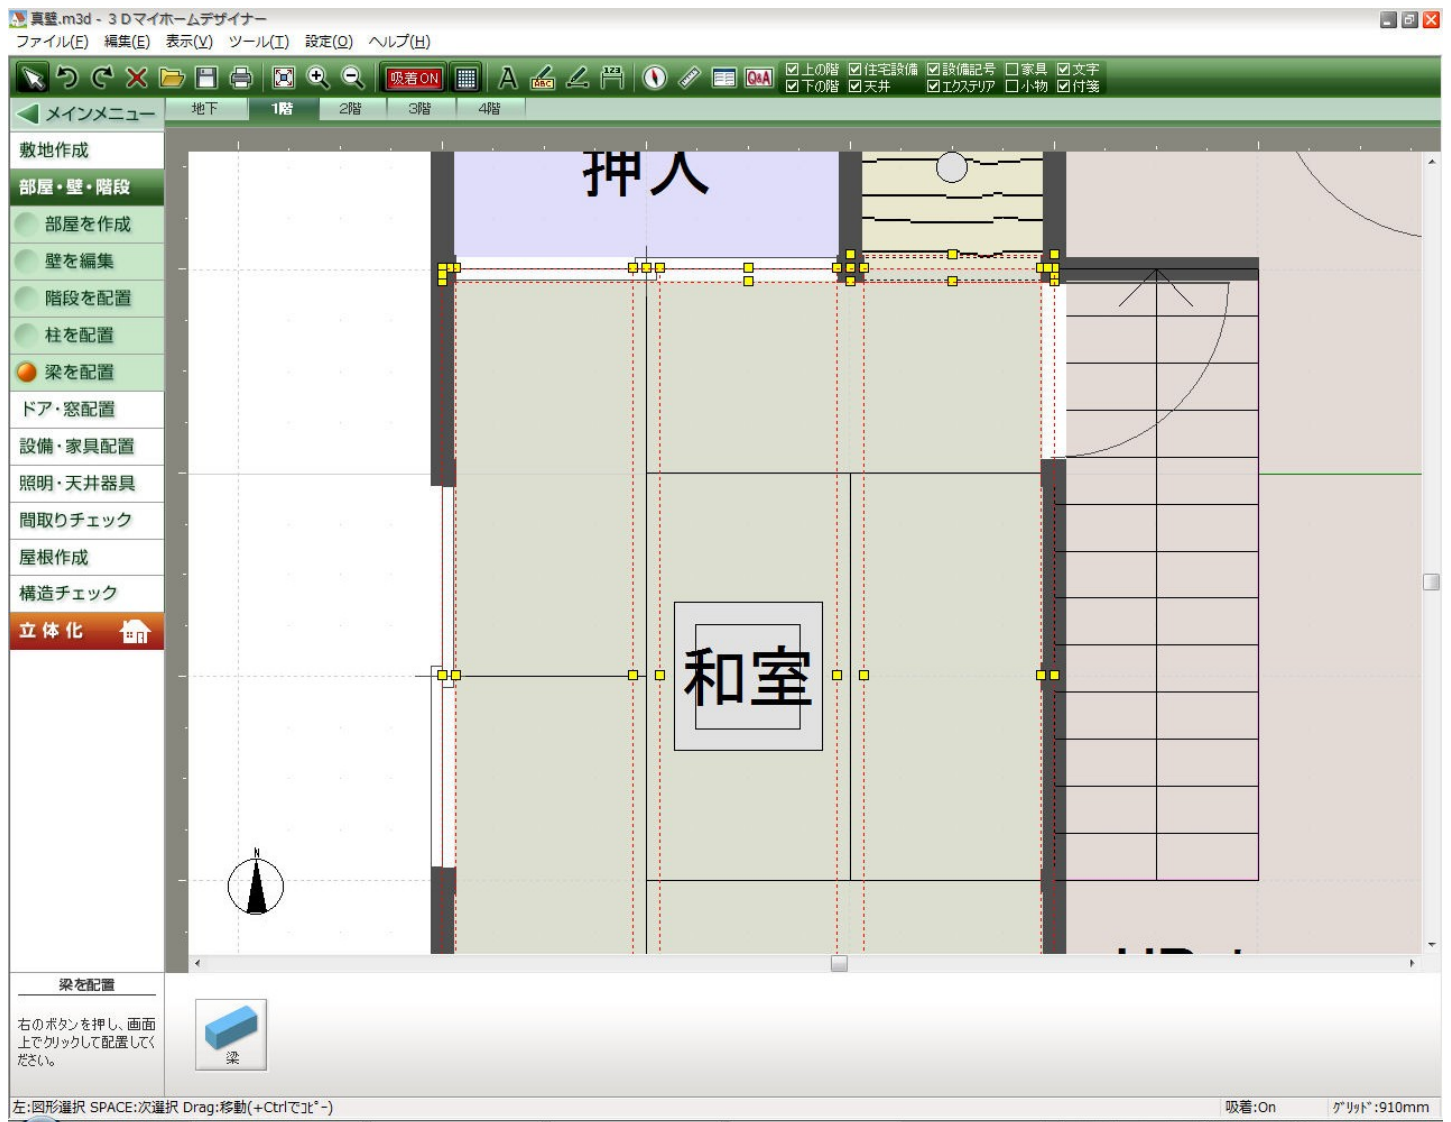 真壁.m3d - 3Dマイホームデザイナー
ファイル(F) 編集(E) 表示(V) ツール(T) 設定(O) ヘルプ(H)
吸着ON A ABC 123 Q&A
上の階 住宅設備 設備記号 家具 文字
下の階 天井 エクステリア 小物 付箋
メインメニュー
地下 1階 2階 3階 4階
敷地作成
部屋・壁・階段
部屋を作成
壁を編集
階段を配置
柱を配置
梁を配置
ドア・窓配置
設備・家具配置
照明・天井器具
間取りチェック
屋根作成
構造チェック
立体化
押入
和室
N
梁を配置
右のボタンを押し、画面
上でクリックして配置してく
ださい。
梁
左:図形選択 SPACE:次選択 Drag:移動(+Ctrlでｺﾋﾟｰ)
吸着:On ｸﾞﾘｯﾄﾞ:910mm